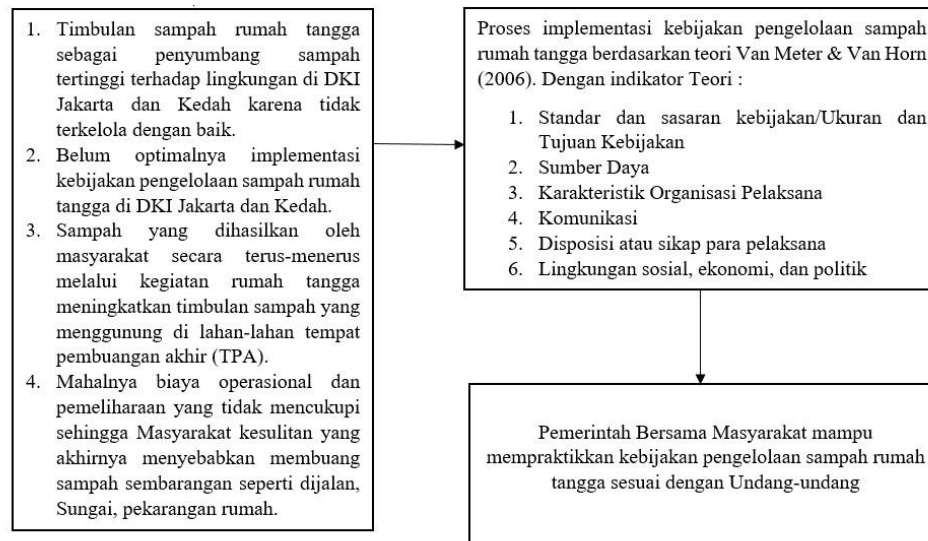 1. Timbulan sampah rumah tangga
sebagai penyumbang sampah
tertinggi terhadap lingkungan di DKI
Jakarta dan Kedah karena tidak
terkelola dengan baik.
2. Belum optimalnya implementasi
kebijakan pengelolaan sampah rumah
tangga di DKI Jakarta dan Kedah.
3. Sampah yang dihasilkan oleh
masyarakat secara terus-menerus
melalui kegiatan rumah tangga
meningkatkan timbulan sampah yang
menggunung di lahan-lahan tempat
pembuangan akhir (TPA).
4. Mahalnya biaya operasional dan
pemeliharaan yang tidak mencukupi
sehingga Masyarakat kesulitan yang
akhirnya menyebabkan membuang
sampah sembarangan seperti dijalan,
Sungai, pekarangan rumah.
Proses implementasi kebijakan pengelolaan sampah
rumah tangga berdasarkan teori Van Meter & Van Horn
(2006). Dengan indikator Teori :
1. Standar dan sasaran kebijakan/Ukuran dan
Tujuan Kebijakan
2. Sumber Daya
3. Karakteristik Organisasi Pelaksana
4. Komunikasi
5. Disposisi atau sikap para pelaksana
6. Lingkungan sosial, ekonomi, dan politik
Pemerintah Bersama Masyarakat mampu
mempraktikkan kebijakan pengelolaan sampah rumah
tangga sesuai dengan Undang-undang